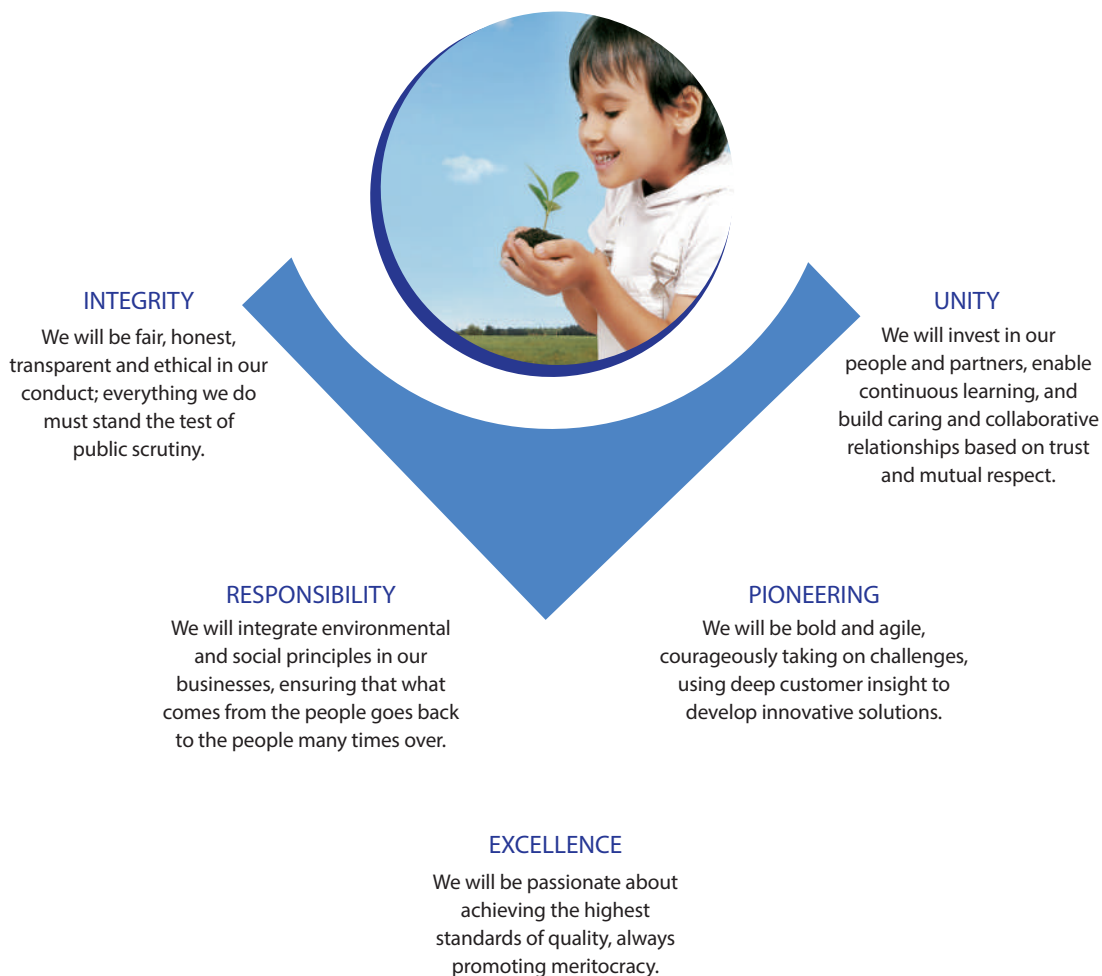 INTEGRITY
We will be fair, honest,
transparent and ethical in our
conduct; everything we do
must stand the test of
public scrutiny.
UNITY
We will invest in our
people and partners, enable
continuous learning, and
build caring and collaborative
relationships based on trust
and mutual respect.
RESPONSIBILITY
We will integrate environmental
and social principles in our
businesses, ensuring that what
comes from the people goes back
to the people many times over.
PIONEERING
We will be bold and agile,
courageously taking on challenges,
using deep customer insight to
develop innovative solutions.
EXCELLENCE
We will be passionate about
achieving the highest
standards of quality, always
promoting meritocracy.